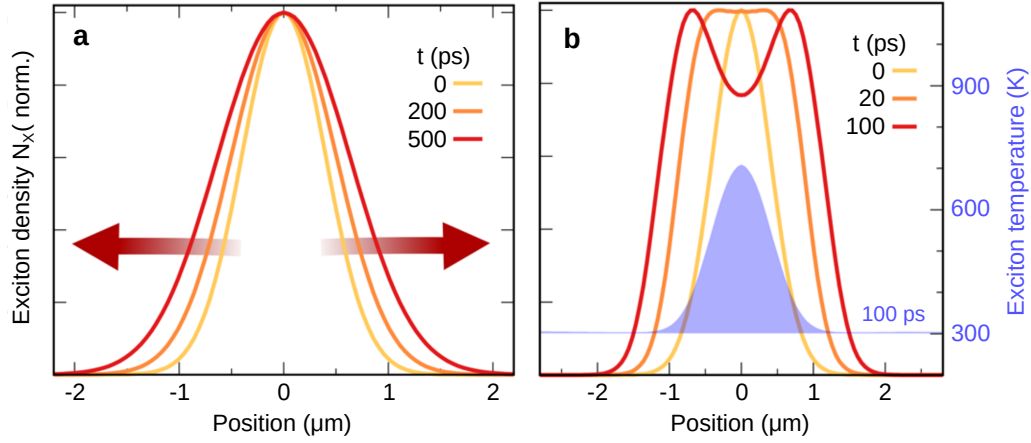 a
t (ps)
0
200
500
Exciton density N_X( norm.)
-2 -1 0 1 2
Position (μm)
b
t (ps)
0
20
100
100 ps
900
600
300
Exciton temperature (K)
-2 -1 0 1 2
Position (μm)